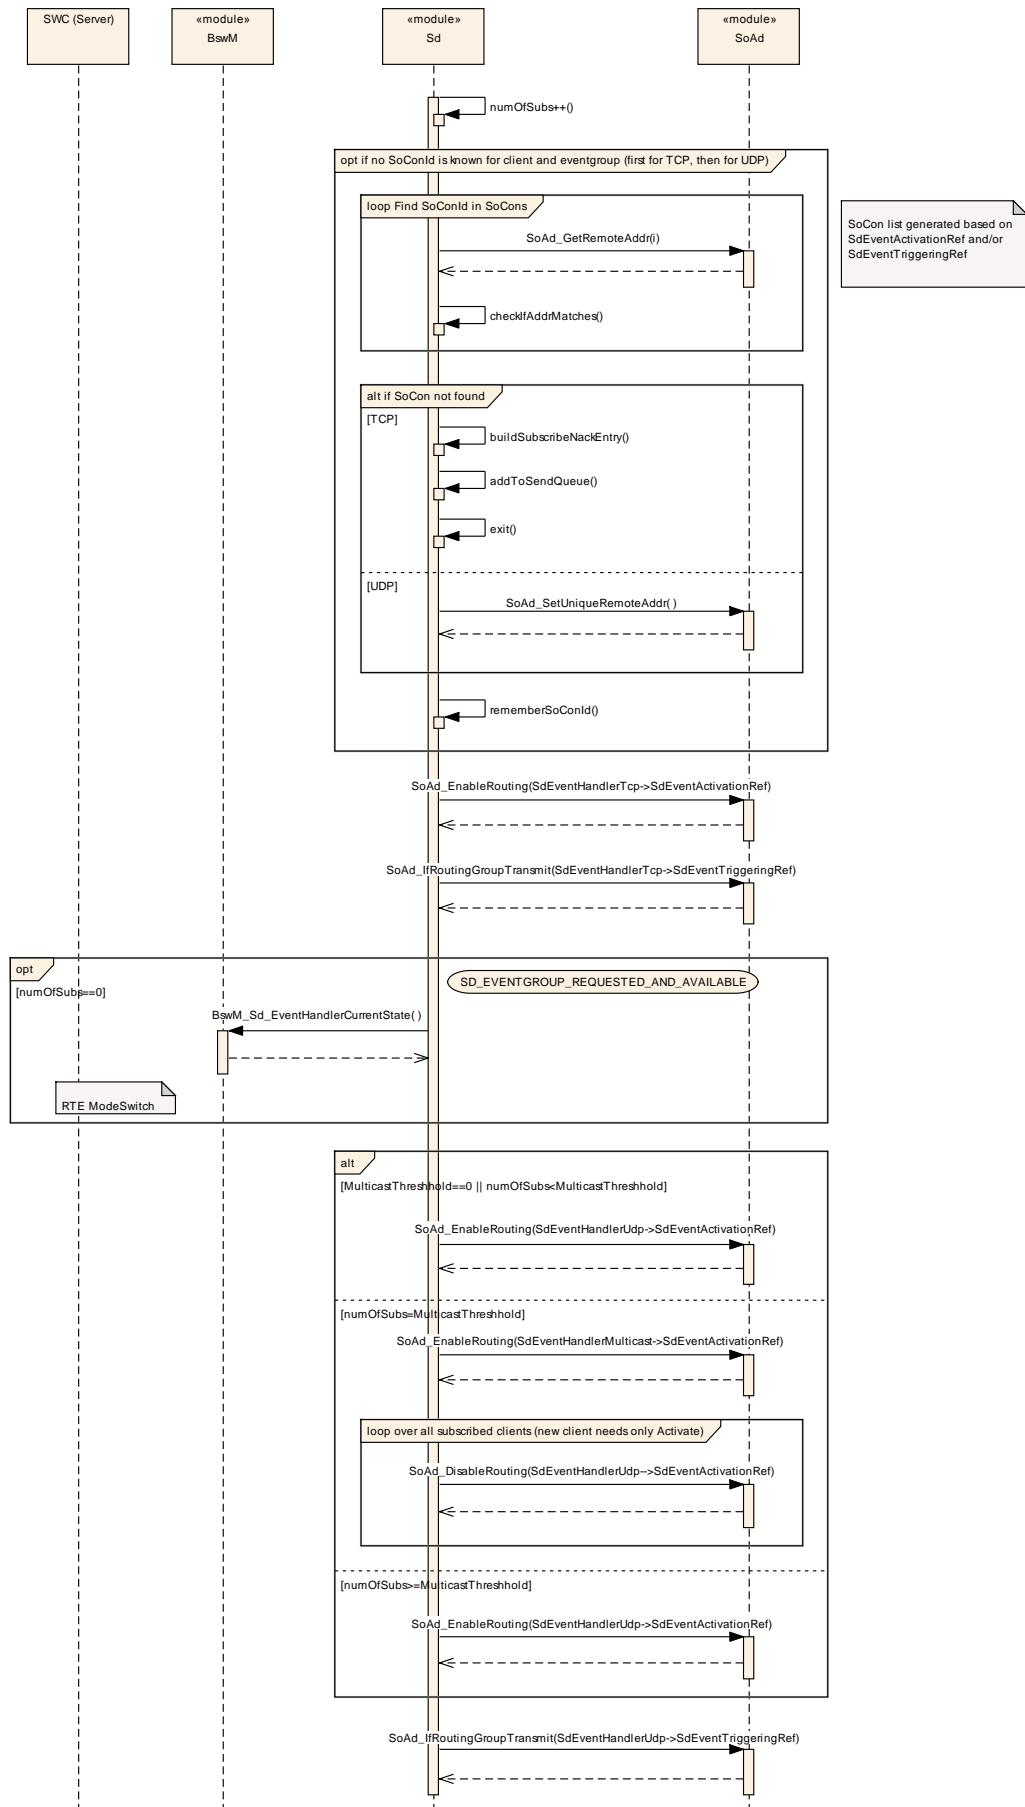 SWC (Server)
«module»
BswM
«module»
Sd
«module»
SoAd
numOfSubs++()
opt if no SoConId is known for client and eventgroup (first for TCP, then for UDP)
loop Find SoConId in SoCons
SoCon list generated based on
SdEventActivationRef and/or
SdEventTriggeringRef
SoAd_GetRemoteAddr(i)
checkIfAddrMatches()
alt if SoCon not found
[TCP]
buildSubscribeNackEntry()
addToSendQueue()
exit()
[UDP]
SoAd_SetUniqueRemoteAddr( )
rememberSoConId()
SoAd_EnableRouting(SdEventHandlerTcp->SdEventActivationRef)
SoAd_IfRoutingGroupTransmit(SdEventHandlerTcp->SdEventTriggeringRef)
opt
[numOfSubs==0]
SD_EVENTGROUP_REQUESTED_AND_AVAILABLE
BswM_Sd_EventHandlerCurrentState( )
RTE ModeSwitch
alt
[MulticastThreshhold==0 || numOfSubs<MulticastThreshhold]
SoAd_EnableRouting(SdEventHandlerUdp->SdEventActivationRef)
[numOfSubs=MulticastThreshhold]
SoAd_EnableRouting(SdEventHandlerMulticast->SdEventActivationRef)
loop over all subscribed clients (new client needs only Activate)
SoAd_DisableRouting(SdEventHandlerUdp-->SdEventActivationRef)
[numOfSubs>=MulticastThreshhold]
SoAd_EnableRouting(SdEventHandlerUdp->SdEventActivationRef)
SoAd_IfRoutingGroupTransmit(SdEventHandlerUdp->SdEventTriggeringRef)